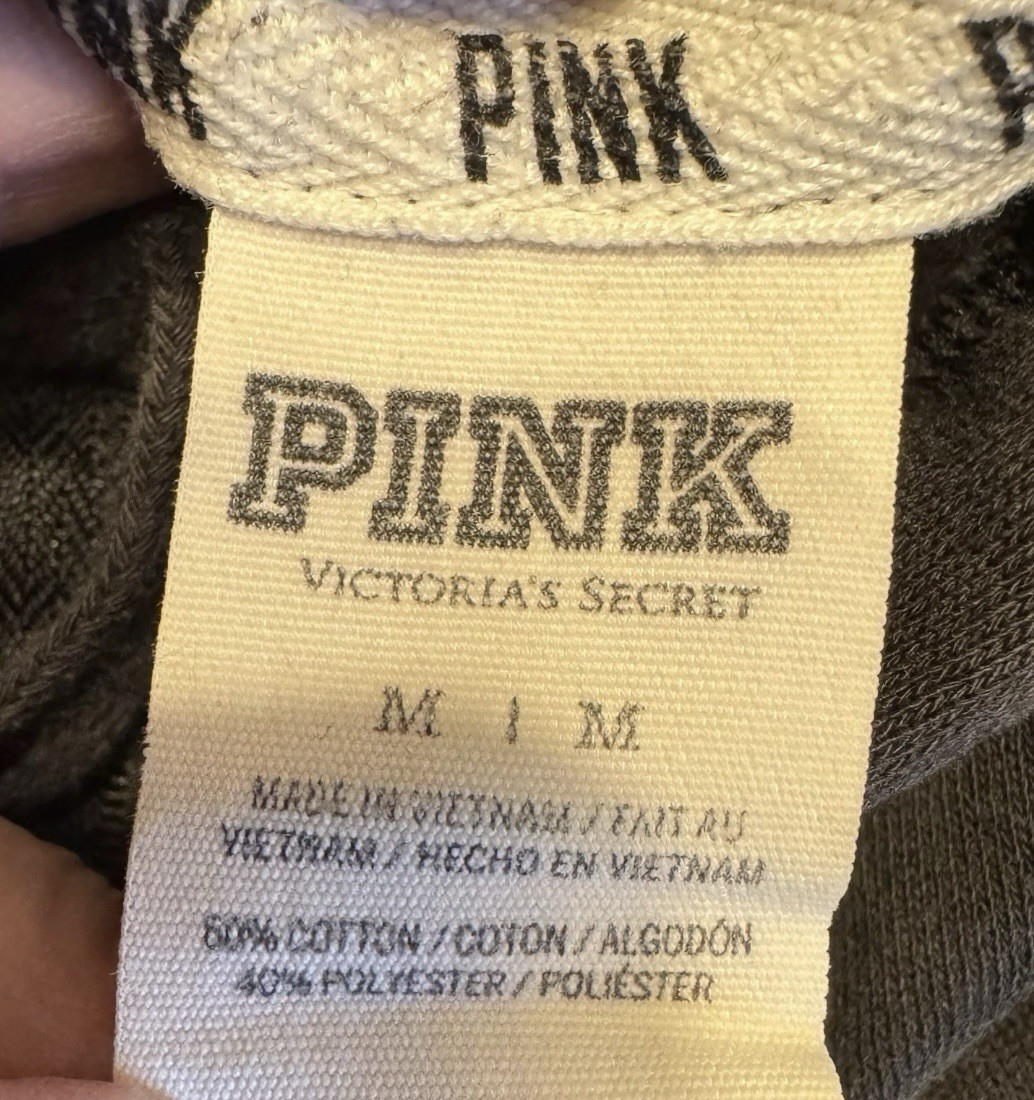 PINK
PINK
VICTORIA'S SECRET
M | M
MADE IN VIETNAM / FAIT AU
VIETNAM / HECHO EN VIETNAM
60% COTTON / COTON / ALGODÓN
40% POLYESTER / POLIÉSTER